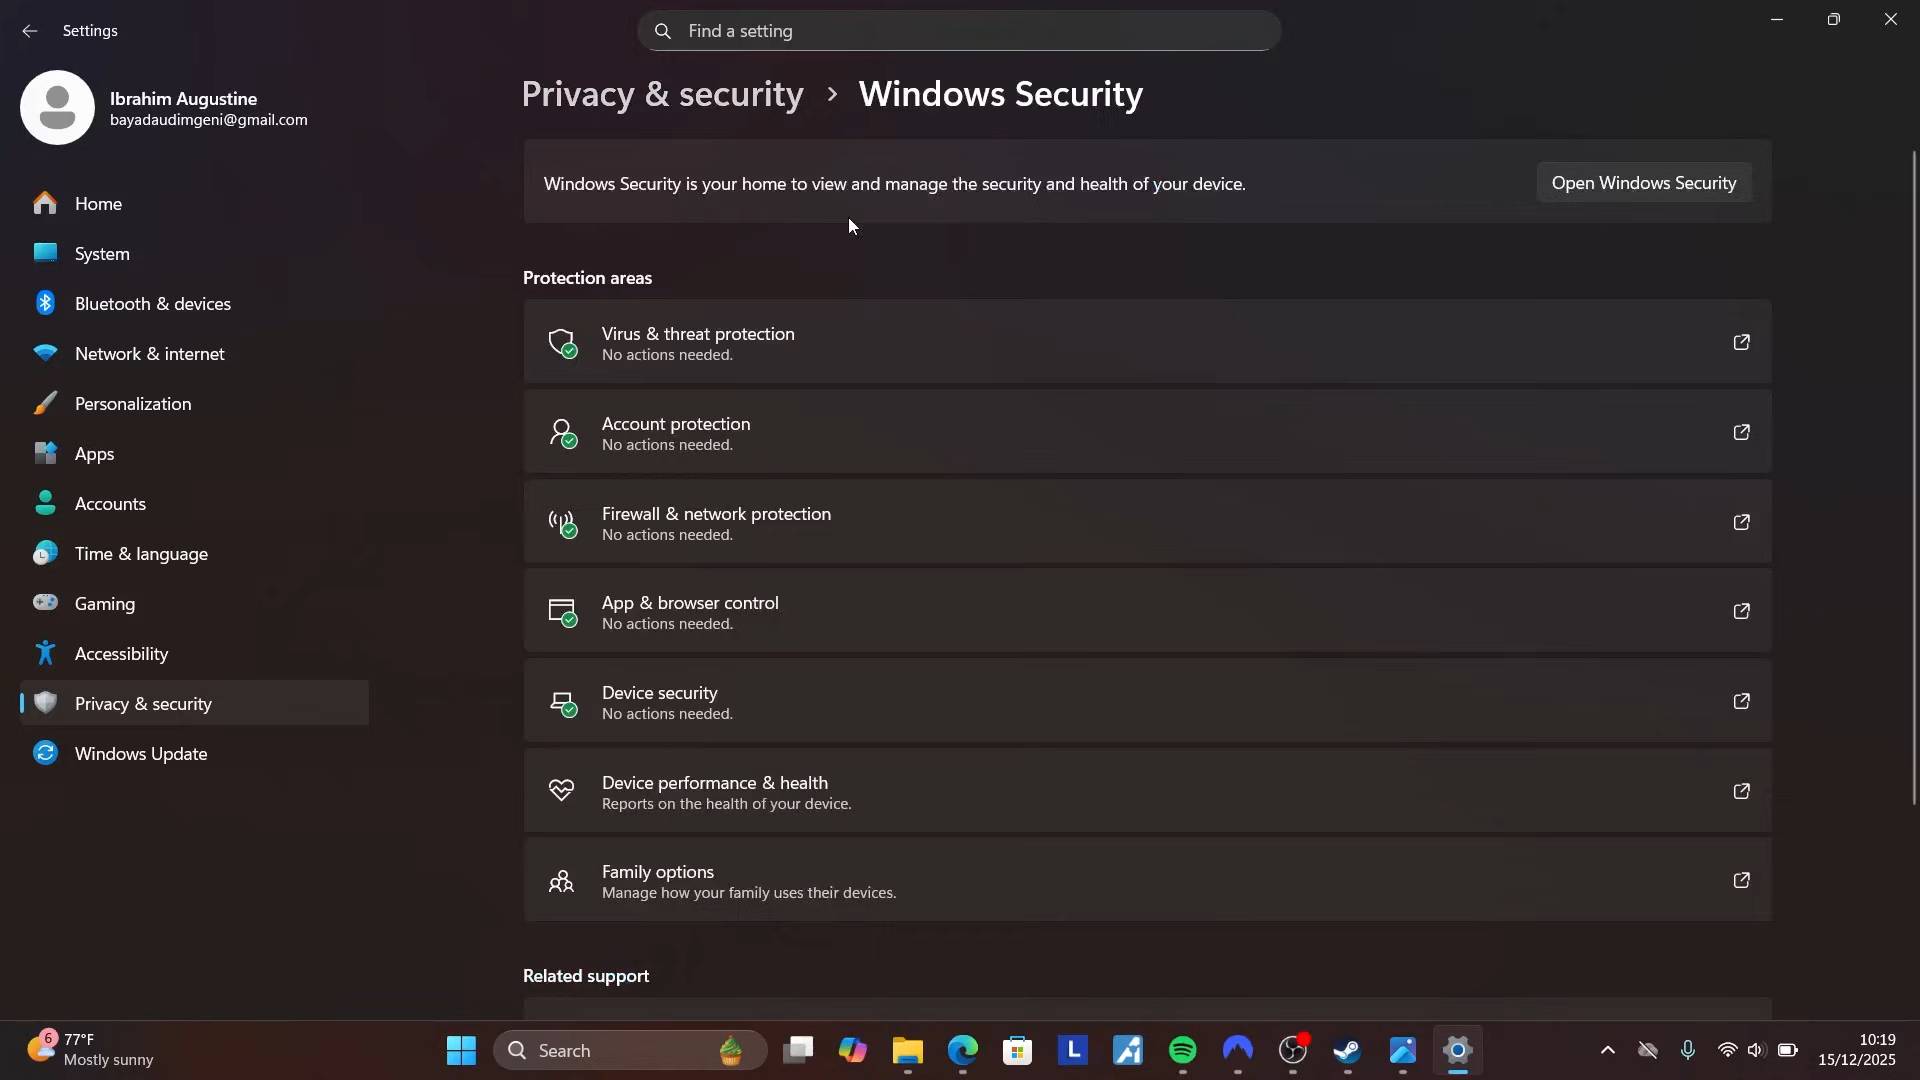 Settings
Find a setting
Ibrahim Augustine
bayadaudimgeni@gmail.com
Home
System
Bluetooth & devices
Network & internet
Personalization
Apps
Accounts
Time & language
Gaming
Accessibility
Privacy & security
Windows Update
Privacy & security > Windows Security
Windows Security is your home to view and manage the security and health of your device.
Open Windows Security
Protection areas
Virus & threat protection
No actions needed.
Account protection
No actions needed.
Firewall & network protection
No actions needed.
App & browser control
No actions needed.
Device security
No actions needed.
Device performance & health
Reports on the health of your device.
Family options
Manage how your family uses their devices.
Related support
6
77°F
Mostly sunny
Search
L
10:19
15/12/2025